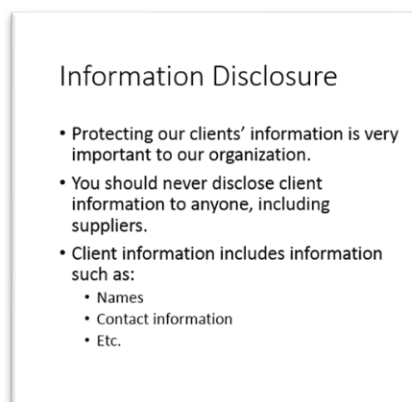 Information Disclosure
• Protecting our clients’ information is very
important to our organization.
• You should never disclose client
information to anyone, including
suppliers.
• Client information includes information
such as:
• Names
• Contact information
• Etc.